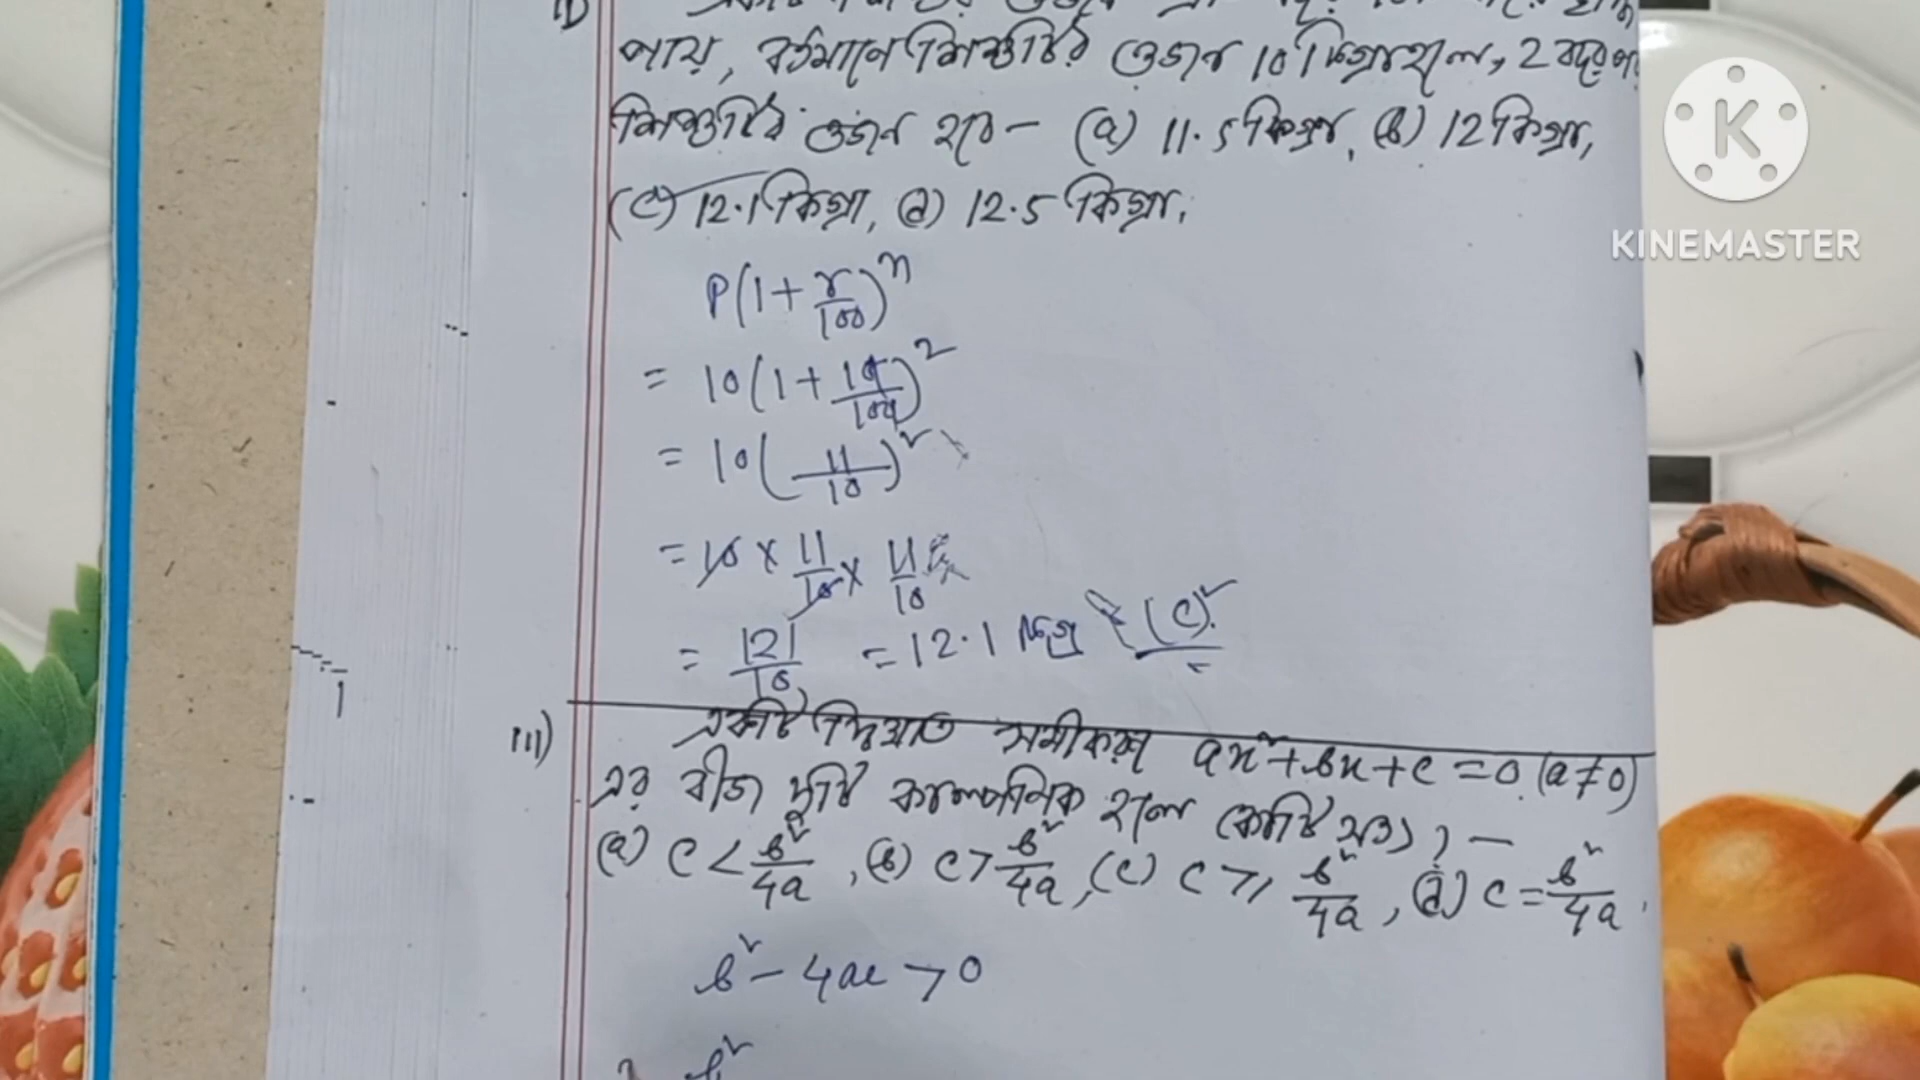 পায়, বর্তমানে শিশুটির ওজন 10 কিগ্রা হলে, 2 বছর
শিশুটির ওজন হবে – (a) 11.5 কিগ্রা, (b) 12 কিগ্রা,
(c) 12.1 কিগ্রা, (d) 12.5 কিগ্রা.
KINEMASTER
P(1 + r/100)^n
= 10(1 + 10/100)^2
= 10(11/10)^2
= 10 × 11/10 × 11/10
= 121/10 = 12.1 কিগ্রা (c)
iii) একটি দ্বিঘাত সমীকরণ ax² + bx + c = 0 (a ≠ 0)
এর বীজ দুটি কাল্পনিক হলে কোনটি সত্য, –
(a) c < b²/4a, (b) c > b²/4a, (c) c ≥ b²/4a, (d) c = b²/4a.
b² - 4ac > 0
b²